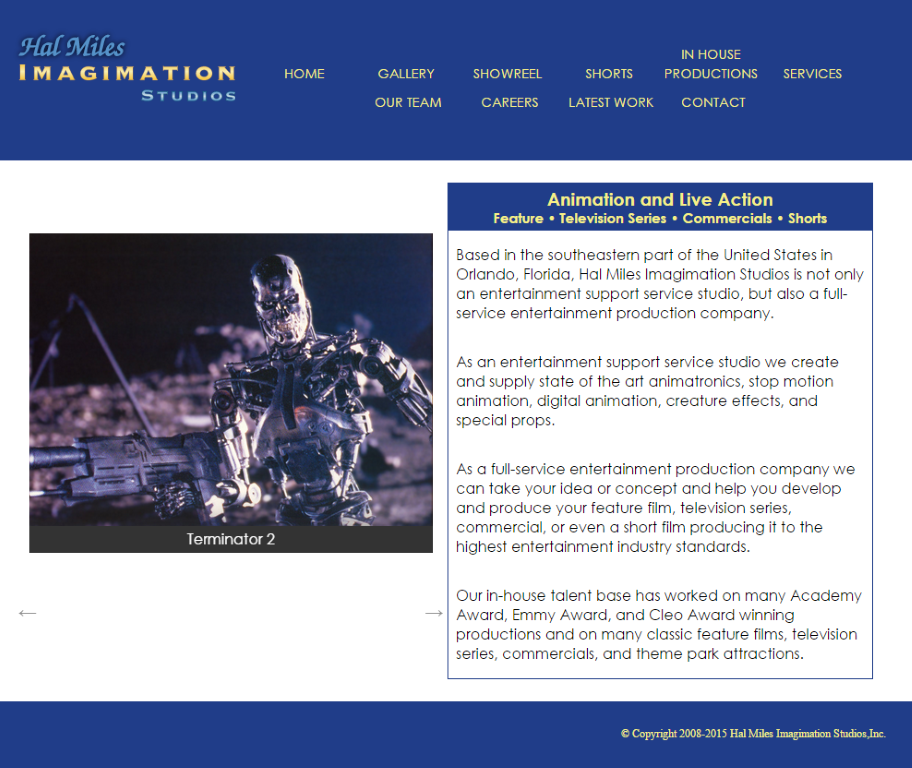 Hal Miles
IMAGIMATION
STUDIOS
HOME
GALLERY
SHOWREEL
SHORTS
IN HOUSE
PRODUCTIONS
SERVICES
OUR TEAM
CAREERS
LATEST WORK
CONTACT
Terminator 2
Animation and Live Action
Feature • Television Series • Commercials • Shorts
Based in the southeastern part of the United States in
Orlando, Florida, Hal Miles Imagimation Studios is not only
an entertainment support service studio, but also a full-
service entertainment production company.
As an entertainment support service studio we create
and supply state of the art animatronics, stop motion
animation, digital animation, creature effects, and
special props.
As a full-service entertainment production company we
can take your idea or concept and help you develop
and produce your feature film, television series,
commercial, or even a short film producing it to the
highest entertainment industry standards.
Our in-house talent base has worked on many Academy
Award, Emmy Award, and Cleo Award winning
productions and on many classic feature films, television
series, commercials, and theme park attractions.
© Copyright 2008-2015 Hal Miles Imagimation Studios,Inc.